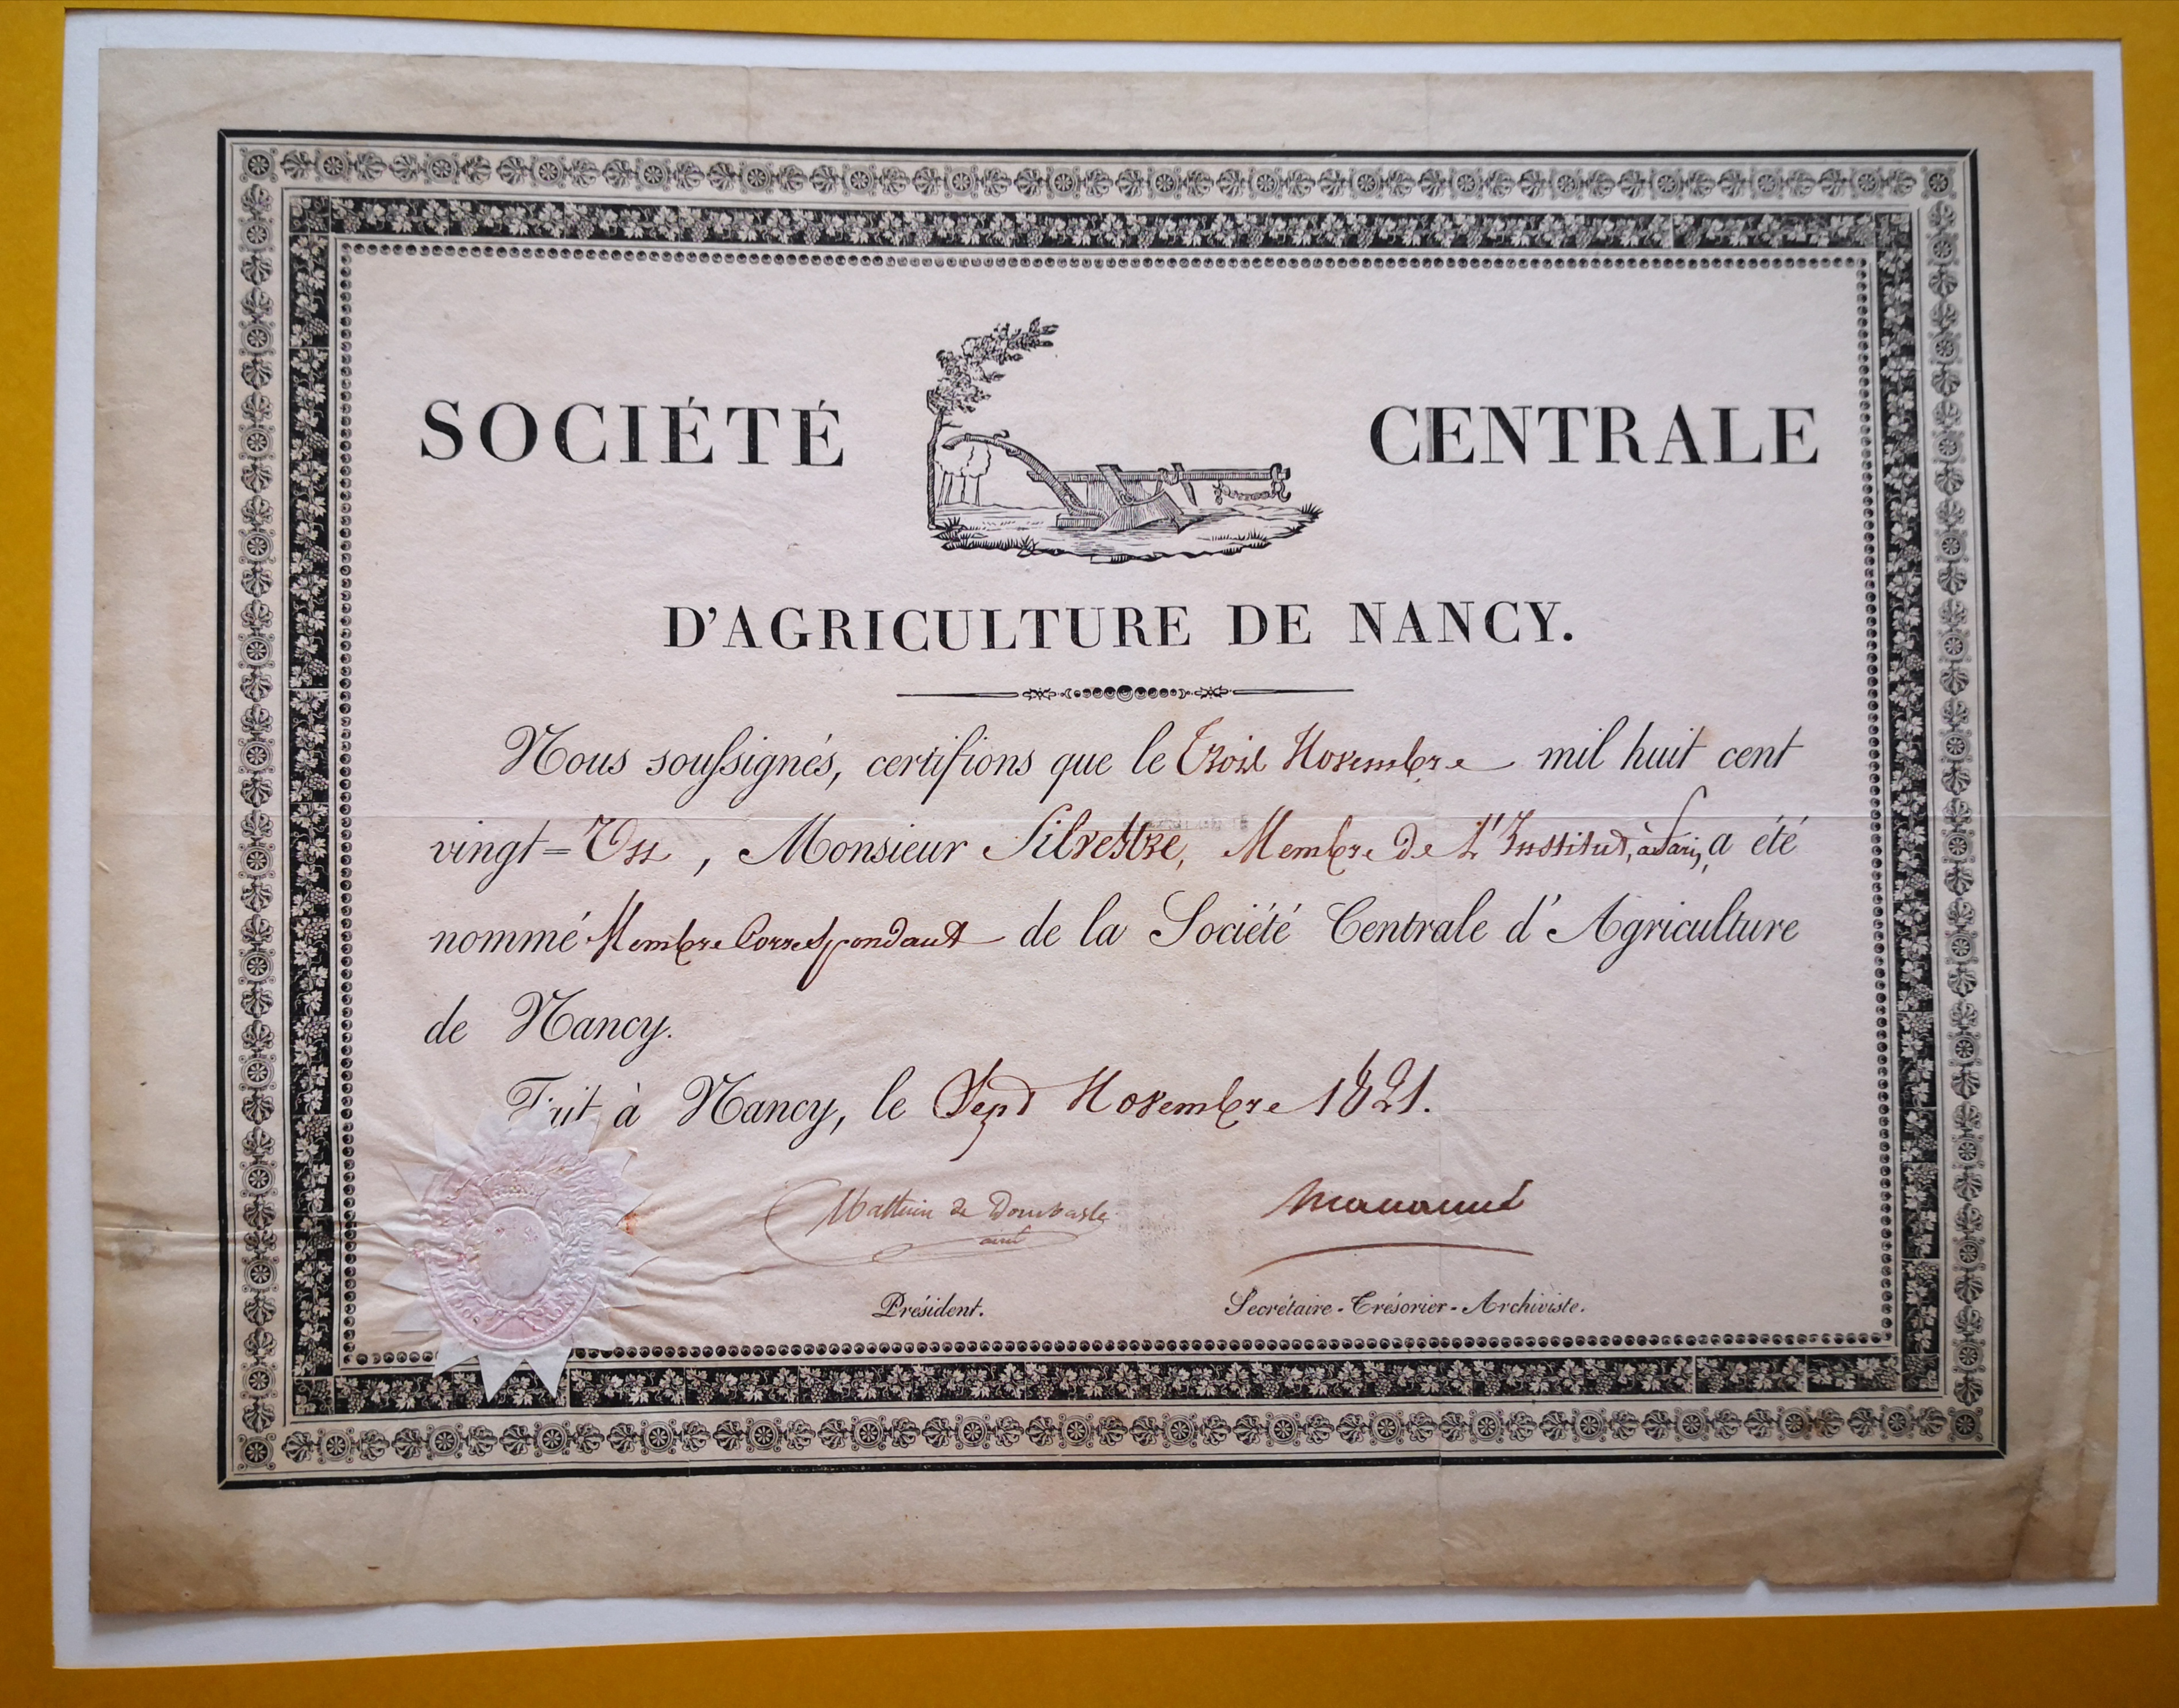 SOCIÉTÉ CENTRALE
D'AGRICULTURE DE NANCY.
Nous soussignés, certifions que le Trois Novembre mil huit cent
vingt=Un, Monsieur Silvestre, Membre de L'Institut, à Paris, a été
nommé Membre Correspondant de la Société Centrale d'Agriculture
de Nancy.
Fait à Nancy, le Sept Novembre 1821.
Mathieu de Dombasle
Président. Secrétaire-Trésorier-Archiviste.